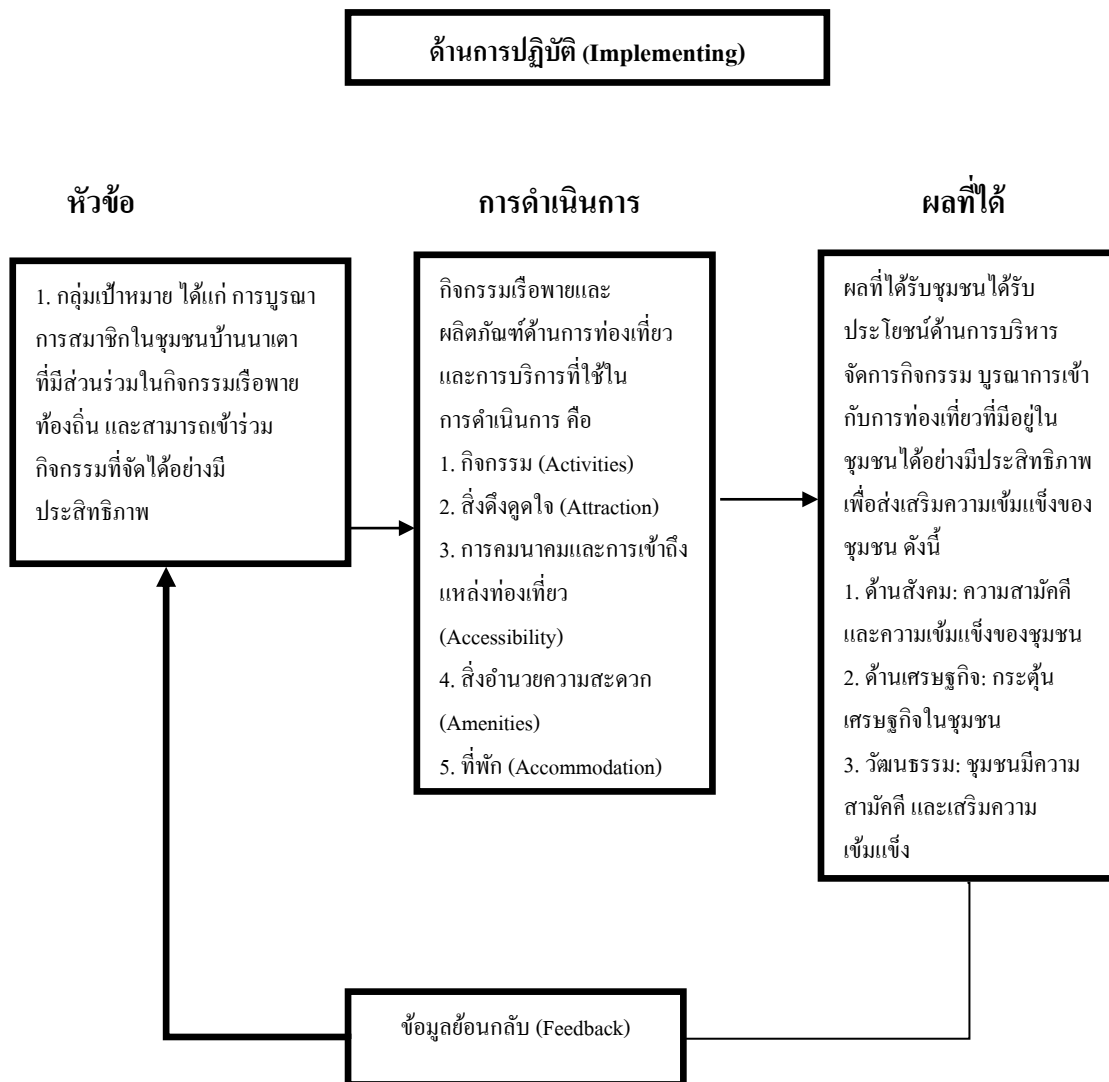 ด้านการปฏิบัติ (Implementing)
หัวข้อ
การดำเนินการ
ผลที่ได้
1. กลุ่มเป้าหมาย ได้แก่ การบูรณา
การสมาชิกในชุมชนบ้านนาเตา
ที่มีส่วนร่วมในกิจกรรมเรือพาย
ท้องถิ่น และสามารถเข้าร่วม
กิจกรรมที่จัดได้อย่างมี
ประสิทธิภาพ
กิจกรรมเรือพายและ
ผลิตภัณฑ์ด้านการท่องเที่ยว
และการบริการที่ใช้ใน
การดำเนินการ คือ
1. กิจกรรม (Activities)
2. สิ่งดึงดูดใจ (Attraction)
3. การคมนาคมและการเข้าถึง
แหล่งท่องเที่ยว
(Accessibility)
4. สิ่งอำนวยความสะดวก
(Amenities)
5. ที่พัก (Accommodation)
ผลที่ได้รับชุมชนได้รับ
ประโยชน์ด้านการบริหาร
จัดการกิจกรรม บูรณาการเข้า
กับการท่องเที่ยวที่มีอยู่ใน
ชุมชนได้อย่างมีประสิทธิภาพ
เพื่อส่งเสริมความเข้มแข็งของ
ชุมชน ดังนี้
1. ด้านสังคม: ความสามัคคี
และความเข้มแข็งของชุมชน
2. ด้านเศรษฐกิจ: กระตุ้น
เศรษฐกิจในชุมชน
3. วัฒนธรรม: ชุมชนมีความ
สามัคคี และเสริมความ
เข้มแข็ง
ข้อมูลย้อนกลับ (Feedback)